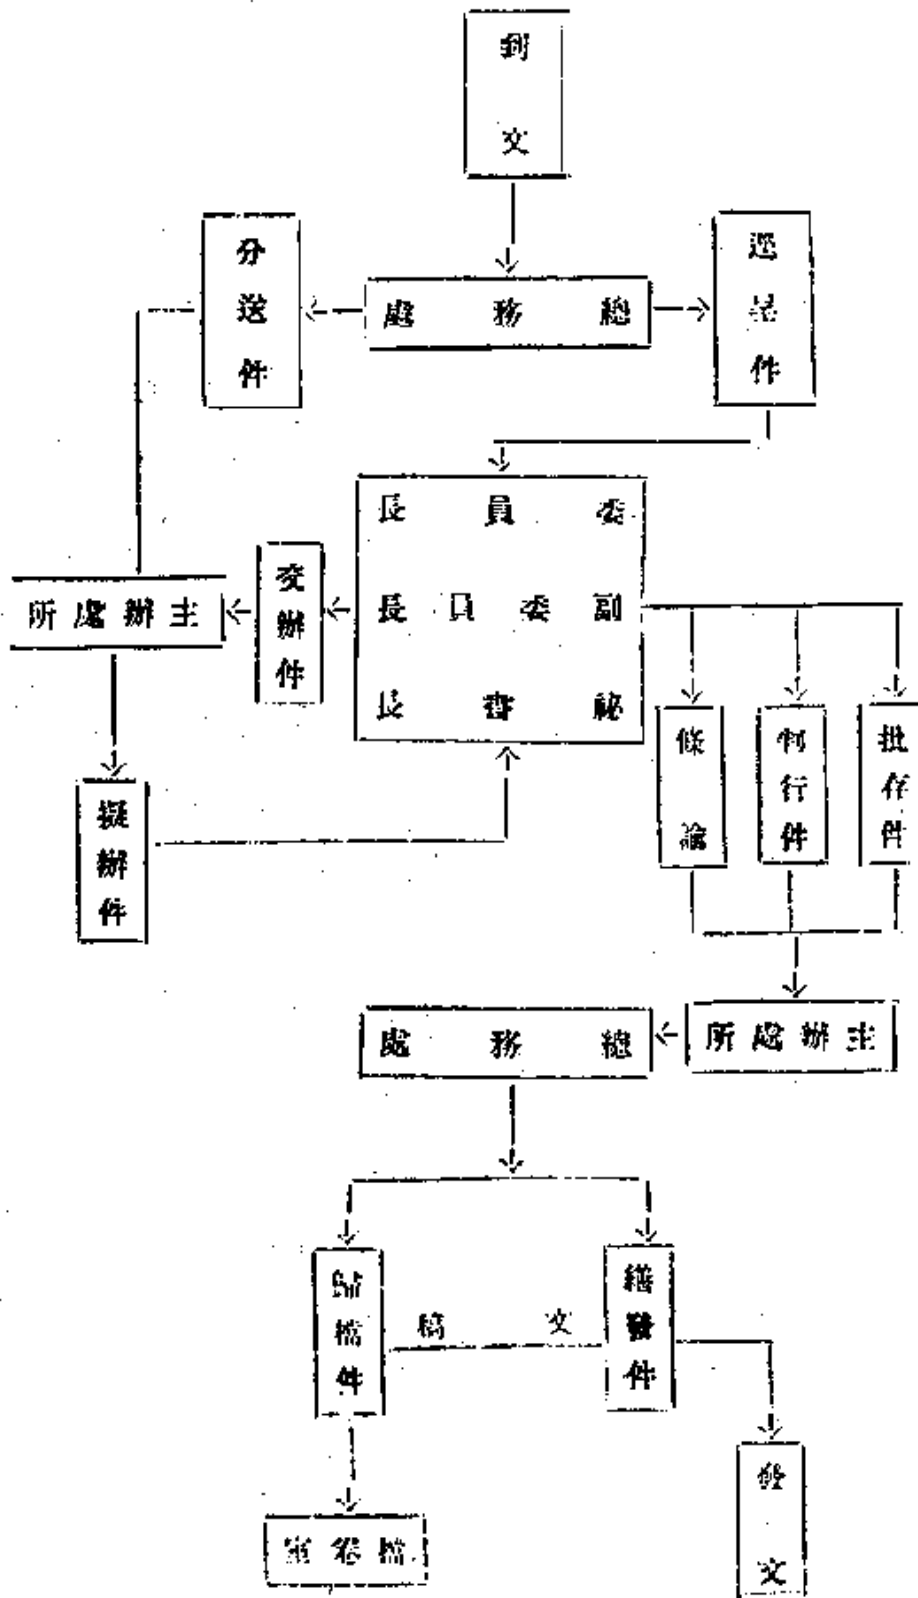 到文
總務處
分送件
逕呈件
委員長
副委員長
祕書長
交辦件
主辦處所
擬辦件
條諭
判行件
批存件
主辦處所
總務處
歸檔件
文稿
繕發件
發文
檔卷室